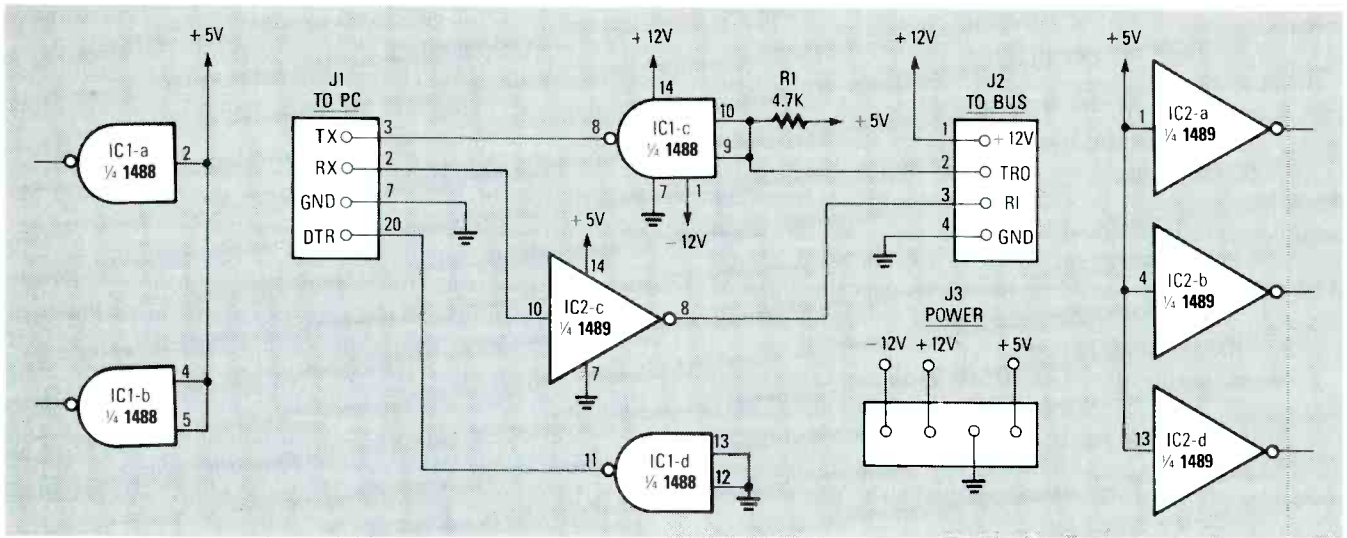 + 5V
IC1-a
¼ 1488
2
IC1-b
¼ 1488
4
5
J1
TO PC
TX
3
RX
2
GND
7
DTR
20
+ 12V
14
8
IC1-c
¼ 1488
10
9
7
1
- 12V
R1
4.7K
+ 5V
+ 5V
14
10
IC2-c
¼ 1489
8
7
11
IC1-d
¼ 1488
13
12
+ 12V
J2
TO BUS
1
+ 12V
2
TRO
3
RI
4
GND
J3
POWER
-12V +12V +5V
+ 5V
1
IC2-a
¼ 1489
4
IC2-b
¼ 1489
13
IC2-d
¼ 1489